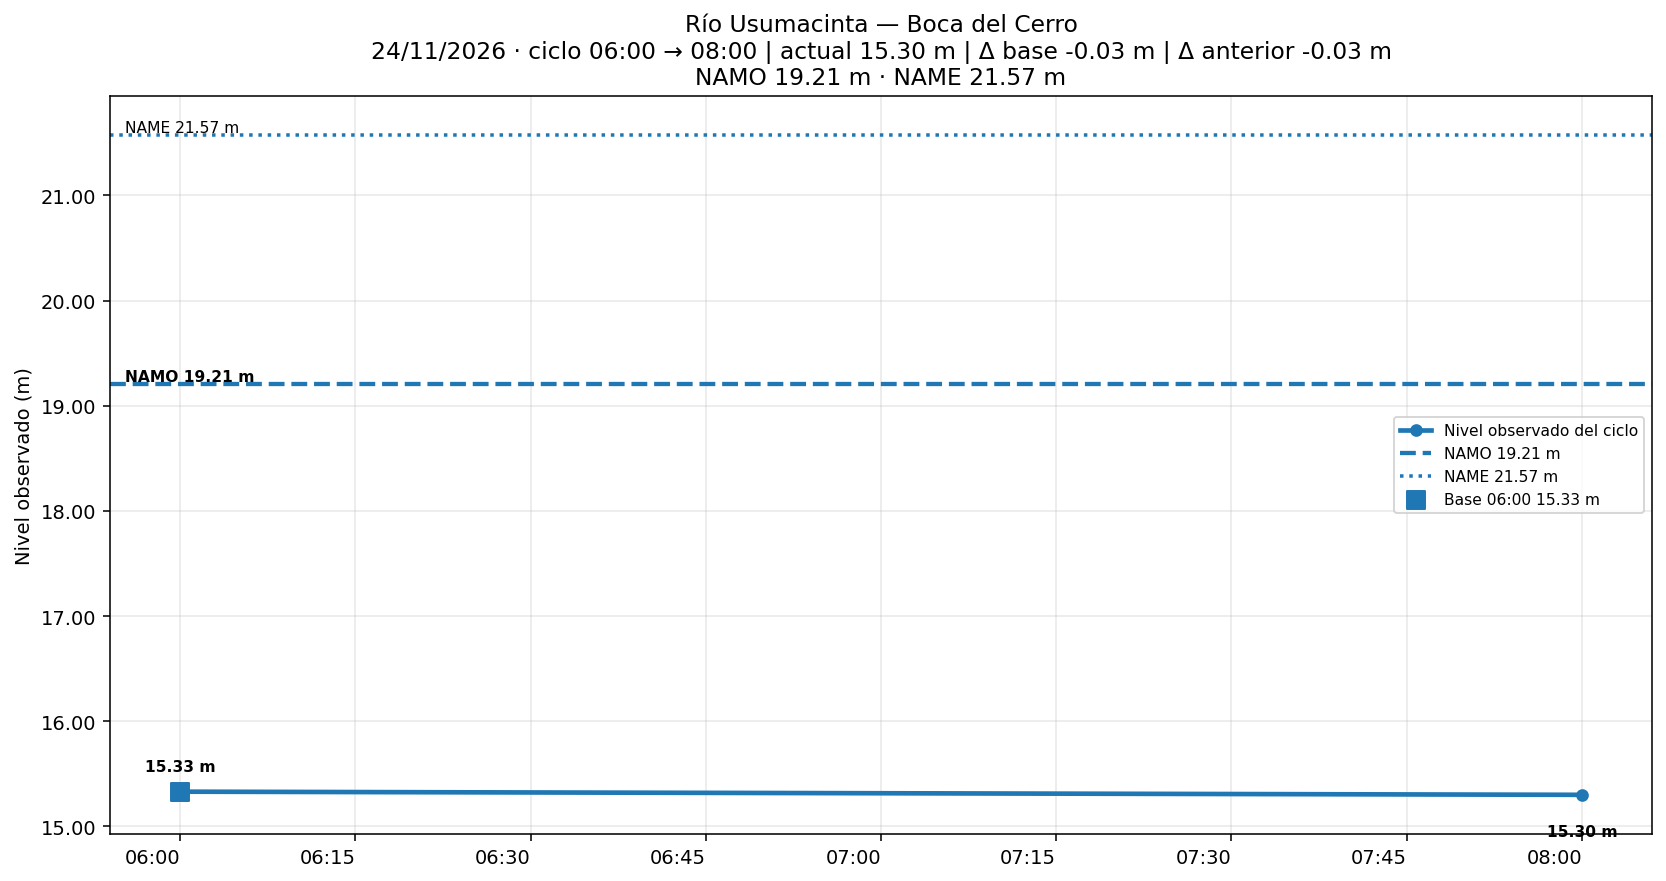 Río Usumacinta — Boca del Cerro
24/11/2026 · ciclo 06:00 → 08:00 | actual 15.30 m | Δ base -0.03 m | Δ anterior -0.03 m
NAMO 19.21 m · NAME 21.57 m
NAME 21.57 m
21.00
20.00
NAMO 19.21 m
19.00
Nivel observado del ciclo
NAMO 19.21 m
NAME 21.57 m
Base 06:00 15.33 m
18.00
Nivel observado (m)
17.00
16.00
15.33 m
15.00
15.30 m
06:00 06:15 06:30 06:45 07:00 07:15 07:30 07:45 08:00